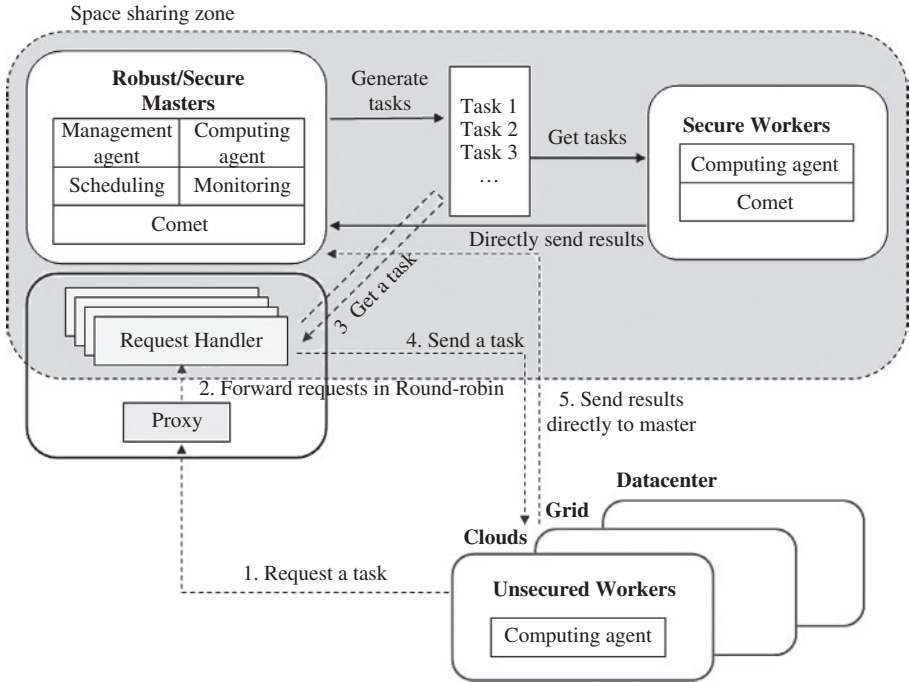 Space sharing zone
Robust/Secure
Masters
Management
agent
Computing
agent
Scheduling
Monitoring
Comet
Generate
tasks
Task 1
Task 2
Task 3
…
Get tasks
Secure Workers
Computing agent
Comet
Directly send results
3 Get a task
Request Handler
4. Send a task
2. Forward requests in Round-robin
Proxy
5. Send results
directly to master
Datacenter
Grid
Clouds
1. Request a task
Unsecured Workers
Computing agent